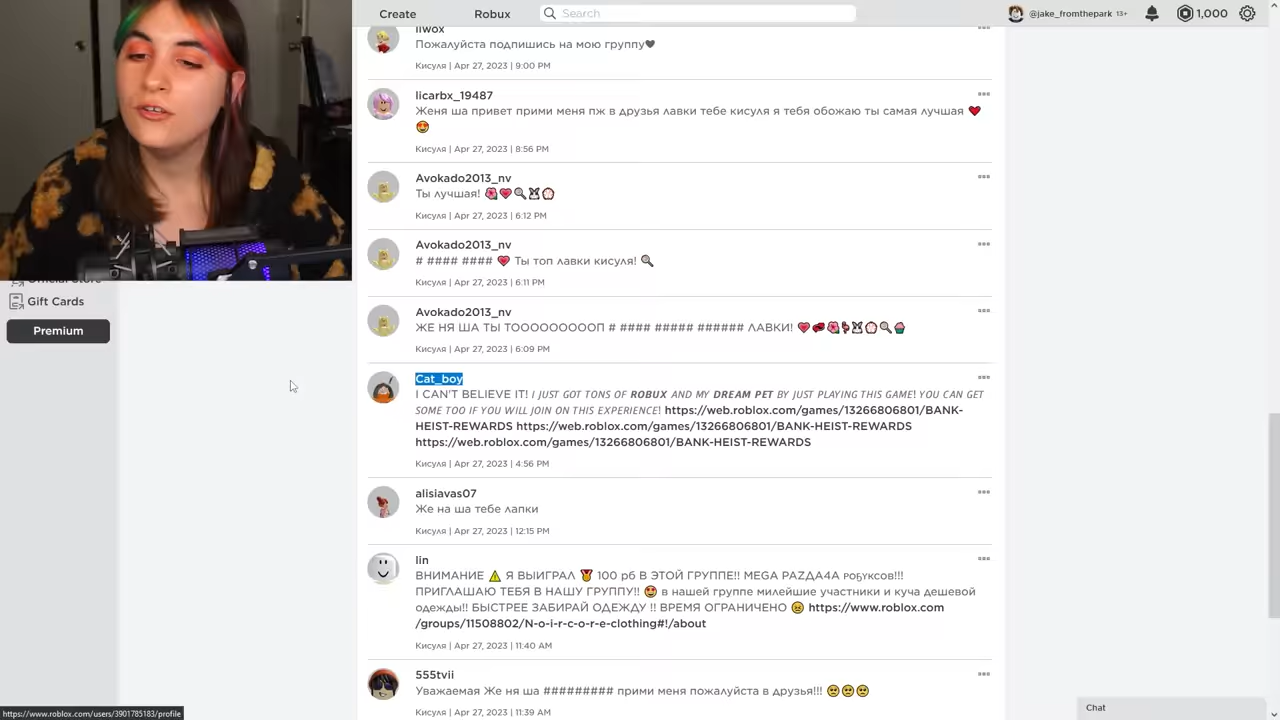 Create
Robux
Search
@jake_fromthepark 13+
1,000
liwox
Пожалуйста подпишись на мою группу🖤
Кисуля | Apr 27, 2023 | 9:00 PM
licarbx_19487
Женя ша привет прими меня пж в друзья лавки тебе кисуля я тебя обожаю ты самая лучшая ❤️
😍
Кисуля | Apr 27, 2023 | 8:56 PM
Avokado2013_nv
Ты лучшая! 🌺💗🔍🐰🐚
Кисуля | Apr 27, 2023 | 6:12 PM
Avokado2013_nv
# #### #### 💗 Ты топ лавки кисуля! 🔍
Кисуля | Apr 27, 2023 | 6:11 PM
Avokado2013_nv
ЖЕ НЯ ША ТЫ ТОООООООООП # #### ##### ###### ЛАВКИ!
Кисуля | Apr 27, 2023 | 6:09 PM
Gift Cards
Premium
Cat_boy
I CAN'T BELIEVE IT! I JUST GOT TONS OF ROBUX AND MY DREAM PET BY JUST PLAYING THIS GAME! YOU CAN GET
SOME TOO IF YOU WILL JOIN ON THIS EXPERIENCE! https://web.roblox.com/games/13266806801/BANK-
HEIST-REWARDS https://web.roblox.com/games/13266806801/BANK-HEIST-REWARDS
https://web.roblox.com/games/13266806801/BANK-HEIST-REWARDS
Кисуля | Apr 27, 2023 | 4:56 PM
alisiavas07
Же на ша тебе лапки
Кисуля | Apr 27, 2023 | 12:15 PM
lin
ВНИМАНИЕ ⚠️ Я ВЫИГРАЛ 🏅 100 рб В ЭТОЙ ГРУППЕ!! MEGA PAZДA4A рοҕүксов!!!
ПРИГЛАШАЮ ТЕБЯ В НАШУ ГРУППУ!! 😍 в нашей группе милейшие участники и куча дешевой
одежды!! БЫСТРЕЕ ЗАБИРАЙ ОДЕЖДУ !! ВРЕМЯ ОГРАНИЧЕНО 😣 https://www.roblox.com
/groups/11508802/N-o-i-r-c-o-r-e-clothing#!/about
Кисуля | Apr 27, 2023 | 11:40 AM
555tvii
Уважаемая Же ня ша ######### прими меня пожалуйста в друзья!!! 🥺🥺🥺
Кисуля | Apr 27, 2023 | 11:39 AM
https://www.roblox.com/users/3901785183/profile
Chat